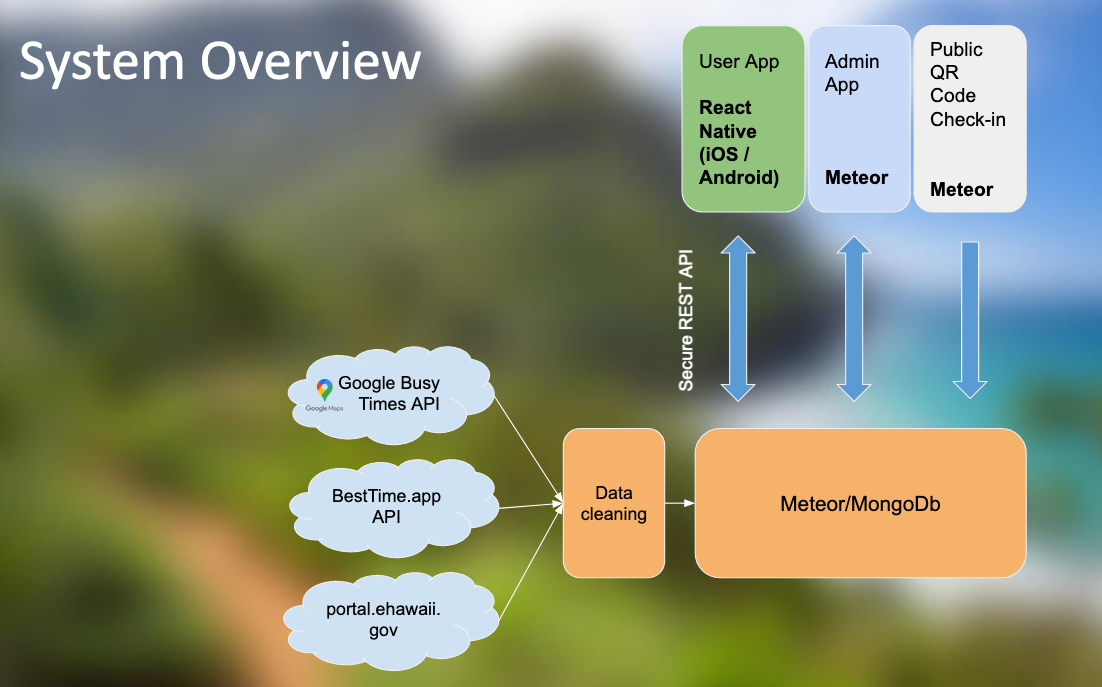 System Overview
User App
React
Native
(iOS /
Android)
Admin
App
Meteor
Public
QR
Code
Check-in
Meteor
Secure REST API
Google Busy
Times API
Google Maps
BestTime.app
API
portal.ehawaii.
gov
Data
cleaning
Meteor/MongoDb